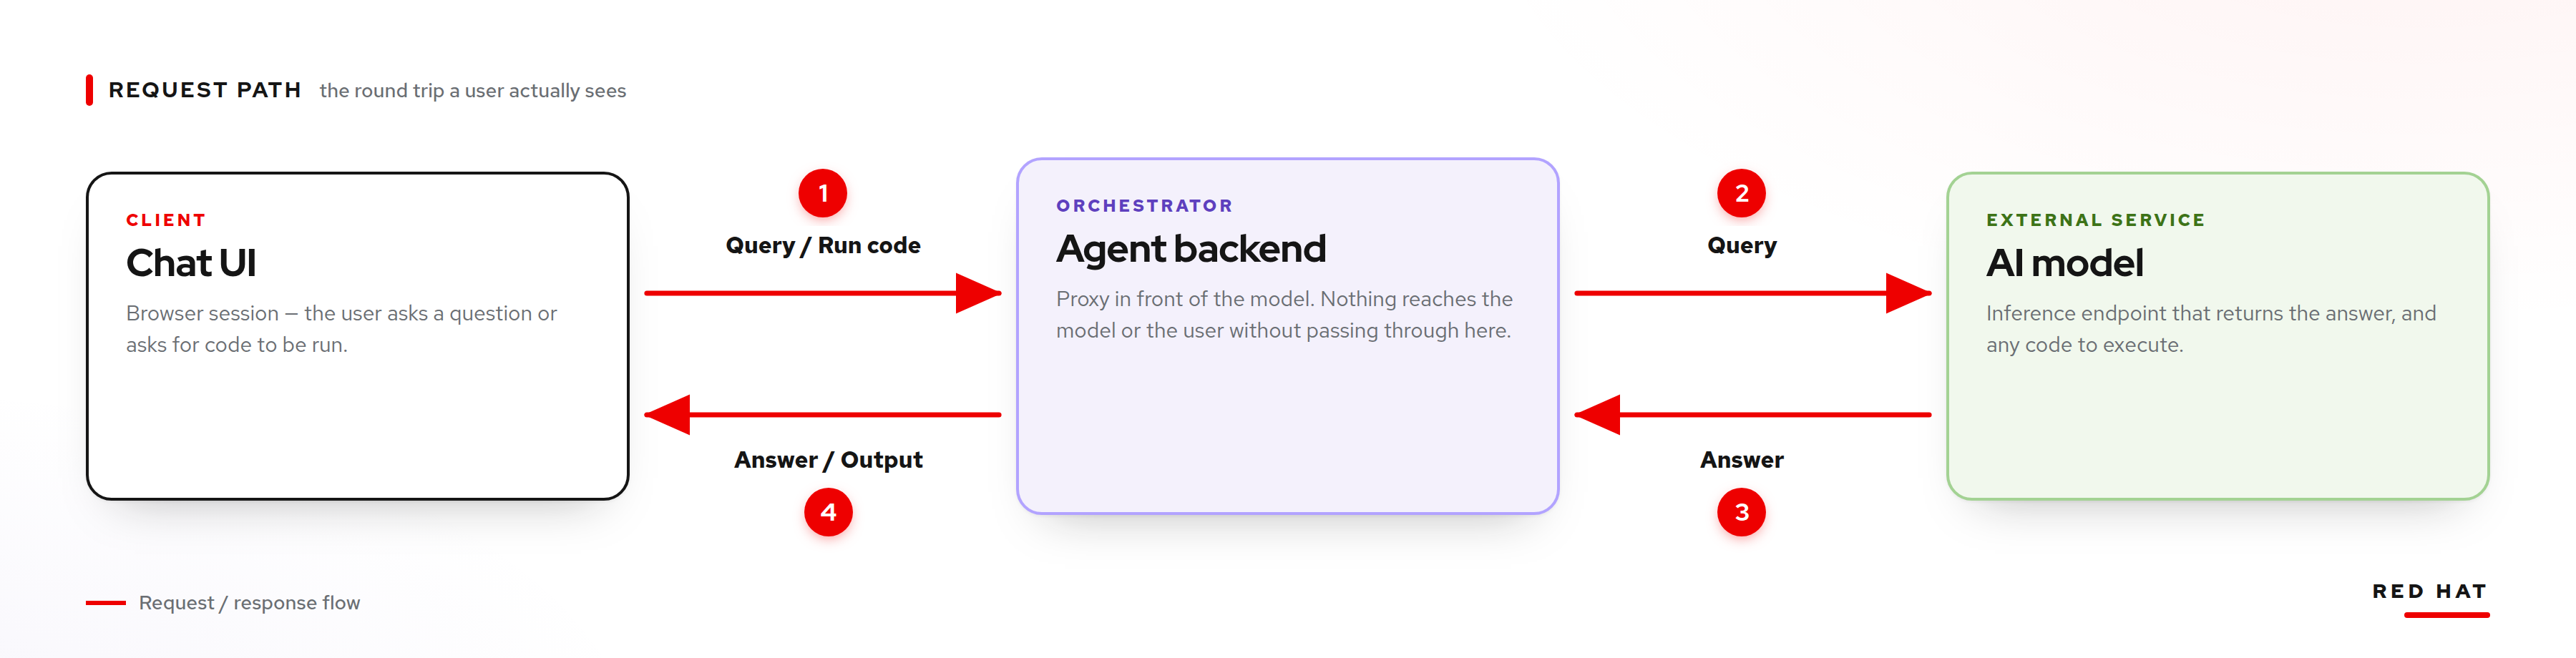 REQUEST PATH the round trip a user actually sees
CLIENT
Chat UI
Browser session — the user asks a question or
asks for code to be run.
1
Query / Run code
Answer / Output
4
ORCHESTRATOR
Agent backend
Proxy in front of the model. Nothing reaches the
model or the user without passing through here.
2
Query
Answer
3
EXTERNAL SERVICE
AI model
Inference endpoint that returns the answer, and
any code to execute.
Request / response flow
RED HAT